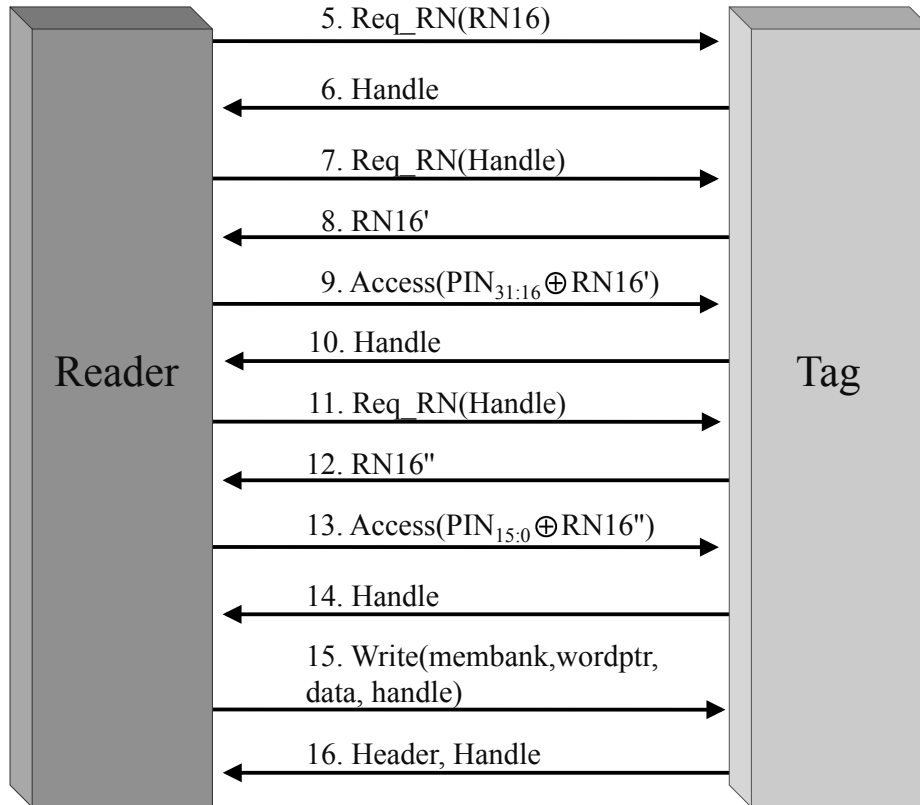 5. Req_RN(RN16)
6. Handle
7. Req_RN(Handle)
8. RN16'
9. Access(PIN31:16⊕RN16')
10. Handle
Reader
Tag
11. Req_RN(Handle)
12. RN16"
13. Access(PIN15:0⊕RN16")
14. Handle
15. Write(membank,wordptr,
data, handle)
16. Header, Handle